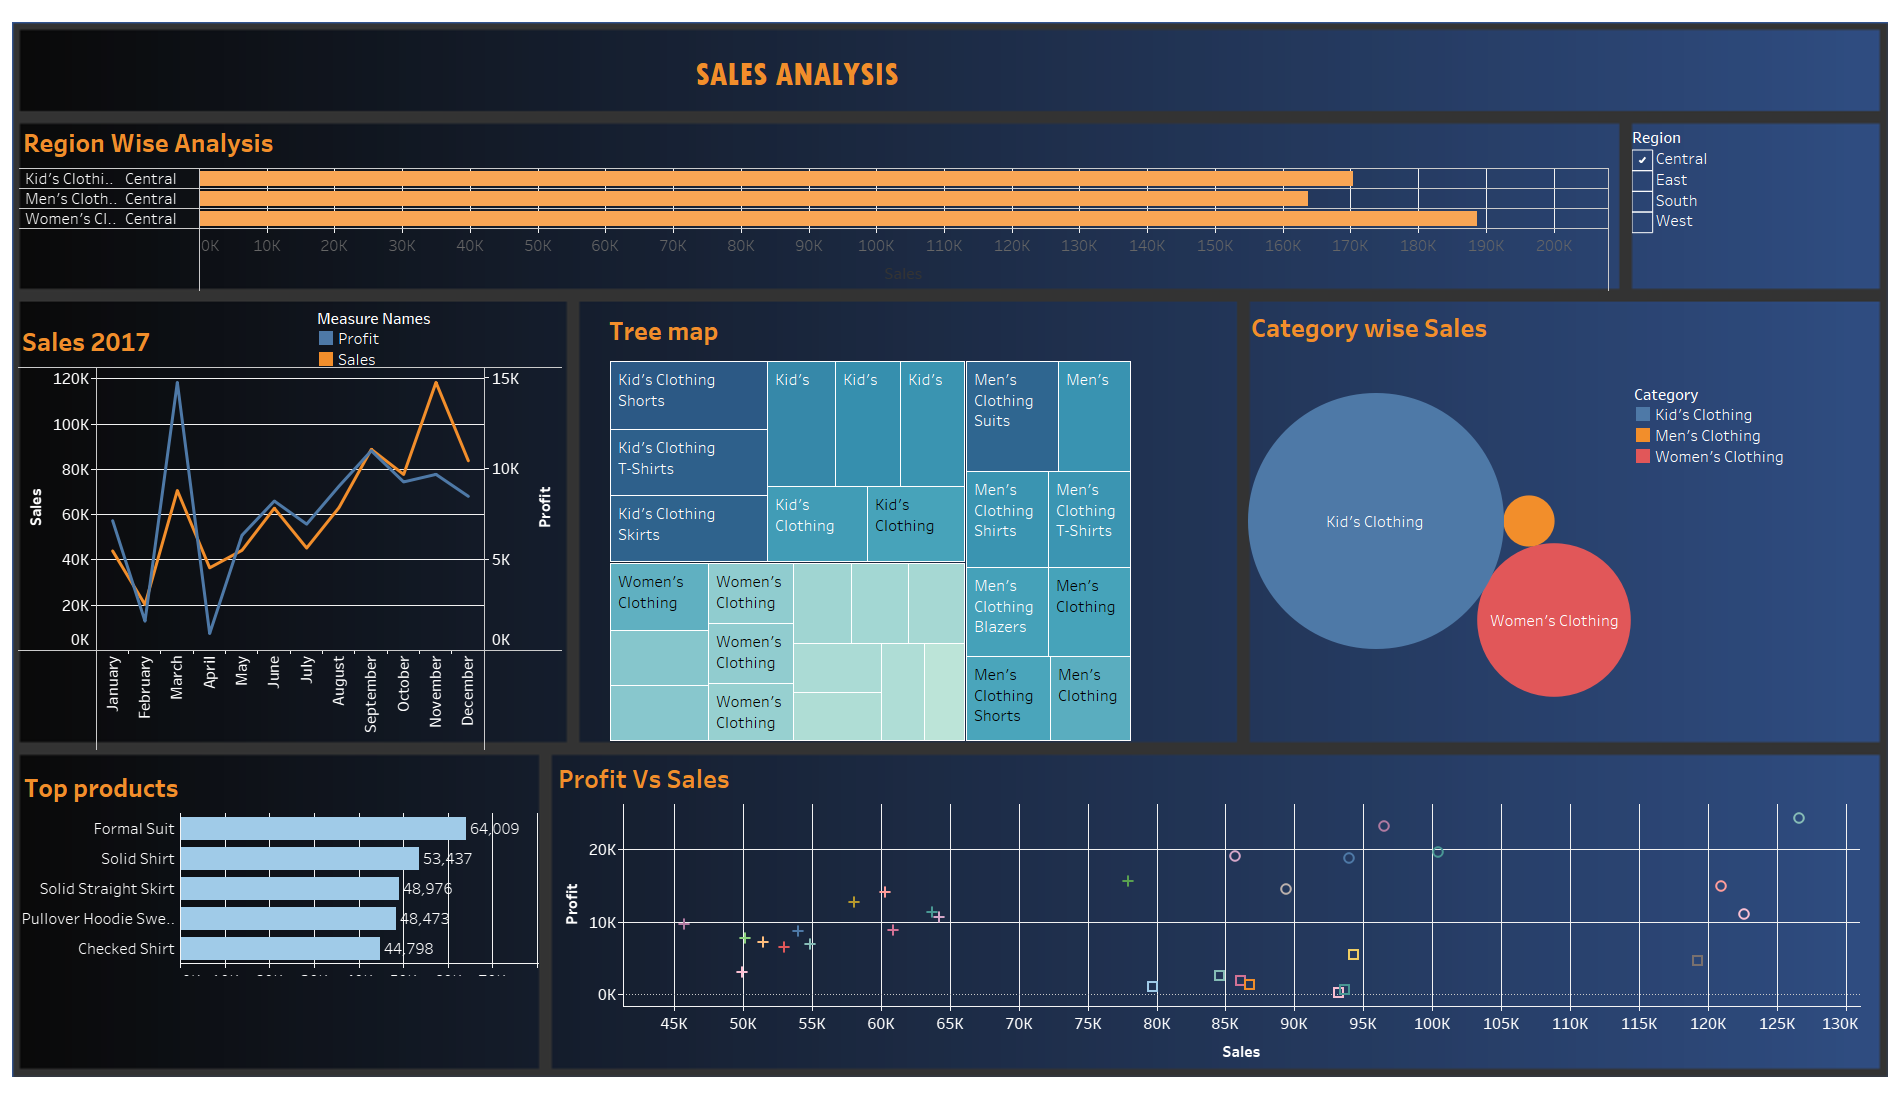 SALES ANALYSIS
Region Wise Analysis
Kid's Clothi.. Central
Men's Cloth.. Central
Women's Cl.. Central
0K 10K 20K 30K 40K 50K 60K 70K 80K 90K 100K 110K 120K 130K 140K 150K 160K 170K 180K 190K 200K
Sales
Region
Central
East
South
West
Sales 2017
Measure Names
Profit
Sales
120K
100K
80K
60K
40K
20K
0K
Sales
15K
10K
5K
0K
Profit
January
February
March
April
May
June
July
August
September
October
November
December
Tree map
Kid's Clothing
Shorts
Kid's Clothing
T-Shirts
Kid's Clothing
Skirts
Kid's
Kid's
Kid's
Kid's
Clothing
Kid's
Clothing
Men's
Clothing
Suits
Men's
Men's
Clothing
Shirts
Men's
Clothing
T-Shirts
Men's
Clothing
Blazers
Men's
Clothing
Men's
Clothing
Shorts
Men's
Clothing
Women's
Clothing
Women's
Clothing
Women's
Clothing
Women's
Clothing
Category wise Sales
Category
Kid's Clothing
Men's Clothing
Women's Clothing
Kid's Clothing
Women's Clothing
Top products
Formal Suit 64,009
Solid Shirt 53,437
Solid Straight Skirt 48,976
Pullover Hoodie Swe.. 48,473
Checked Shirt 44,798
Profit Vs Sales
20K
10K
0K
Profit
45K 50K 55K 60K 65K 70K 75K 80K 85K 90K 95K 100K 105K 110K 115K 120K 125K 130K
Sales